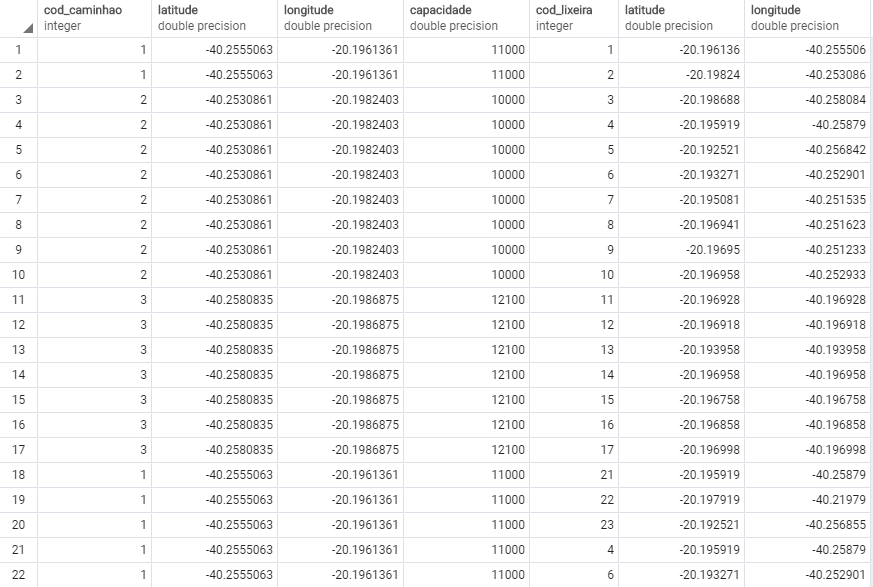 cod_caminhao latitude longitude capacidade cod_lixeira latitude longitude
integer double precision double precision double precision integer double precision double precision
1 1 -40.2555063 -20.1961361 11000 1 -20.196136 -40.255506
2 1 -40.2555063 -20.1961361 11000 2 -20.19824 -40.253086
3 2 -40.2530861 -20.1982403 10000 3 -20.198688 -40.258084
4 2 -40.2530861 -20.1982403 10000 4 -20.195919 -40.25879
5 2 -40.2530861 -20.1982403 10000 5 -20.192521 -40.256842
6 2 -40.2530861 -20.1982403 10000 6 -20.193271 -40.252901
7 2 -40.2530861 -20.1982403 10000 7 -20.195081 -40.251535
8 2 -40.2530861 -20.1982403 10000 8 -20.196941 -40.251623
9 2 -40.2530861 -20.1982403 10000 9 -20.19695 -40.251233
10 2 -40.2530861 -20.1982403 10000 10 -20.196958 -40.252933
11 3 -40.2580835 -20.1986875 12100 11 -20.196928 -40.196928
12 3 -40.2580835 -20.1986875 12100 12 -20.196918 -40.196918
13 3 -40.2580835 -20.1986875 12100 13 -20.193958 -40.193958
14 3 -40.2580835 -20.1986875 12100 14 -20.196958 -40.196958
15 3 -40.2580835 -20.1986875 12100 15 -20.196758 -40.196758
16 3 -40.2580835 -20.1986875 12100 16 -20.196858 -40.196858
17 3 -40.2580835 -20.1986875 12100 17 -20.196998 -40.196998
18 1 -40.2555063 -20.1961361 11000 21 -20.195919 -40.25879
19 1 -40.2555063 -20.1961361 11000 22 -20.197919 -40.21979
20 1 -40.2555063 -20.1961361 11000 23 -20.192521 -40.256855
21 1 -40.2555063 -20.1961361 11000 4 -20.195919 -40.25879
22 1 -40.2555063 -20.1961361 11000 6 -20.193271 -40.252901